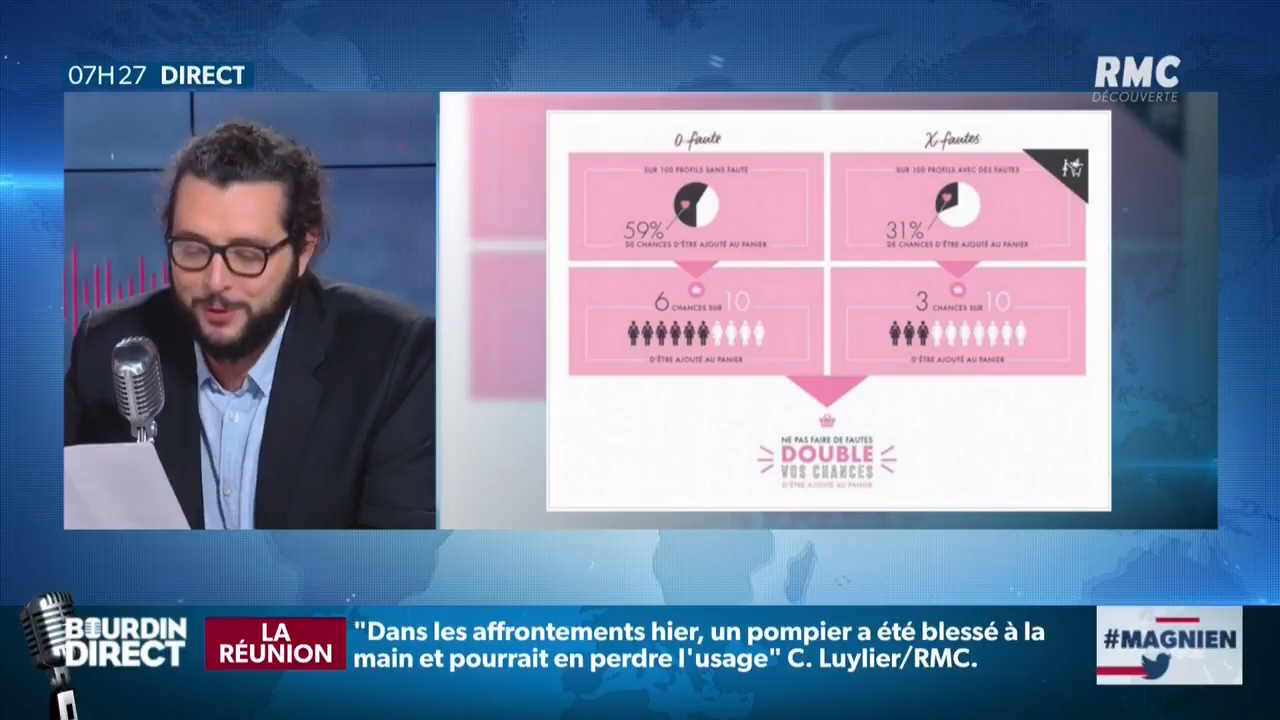 07H27 DIRECT
RMC
DÉCOUVERTE
0 faute
X fautes
SUR 100 PROFILS SANS FAUTE
SUR 100 PROFILS AVEC DES FAUTES
59%
DE CHANCES D'ÊTRE AJOUTÉ AU PANIER
31%
DE CHANCES D'ÊTRE AJOUTÉ AU PANIER
6 CHANCES SUR 10
3 CHANCES SUR 10
D'ÊTRE AJOUTÉ AU PANIER
D'ÊTRE AJOUTÉ AU PANIER
NE PAS FAIRE DE FAUTES
DOUBLE
VOS CHANCES
D'ÊTRE AJOUTÉ AU PANIER
BOURDIN
DIRECT
LA
RÉUNION
"Dans les affrontements hier, un pompier a été blessé à la
main et pourrait en perdre l'usage" C. Luylier/RMC.
#MAGNIEN